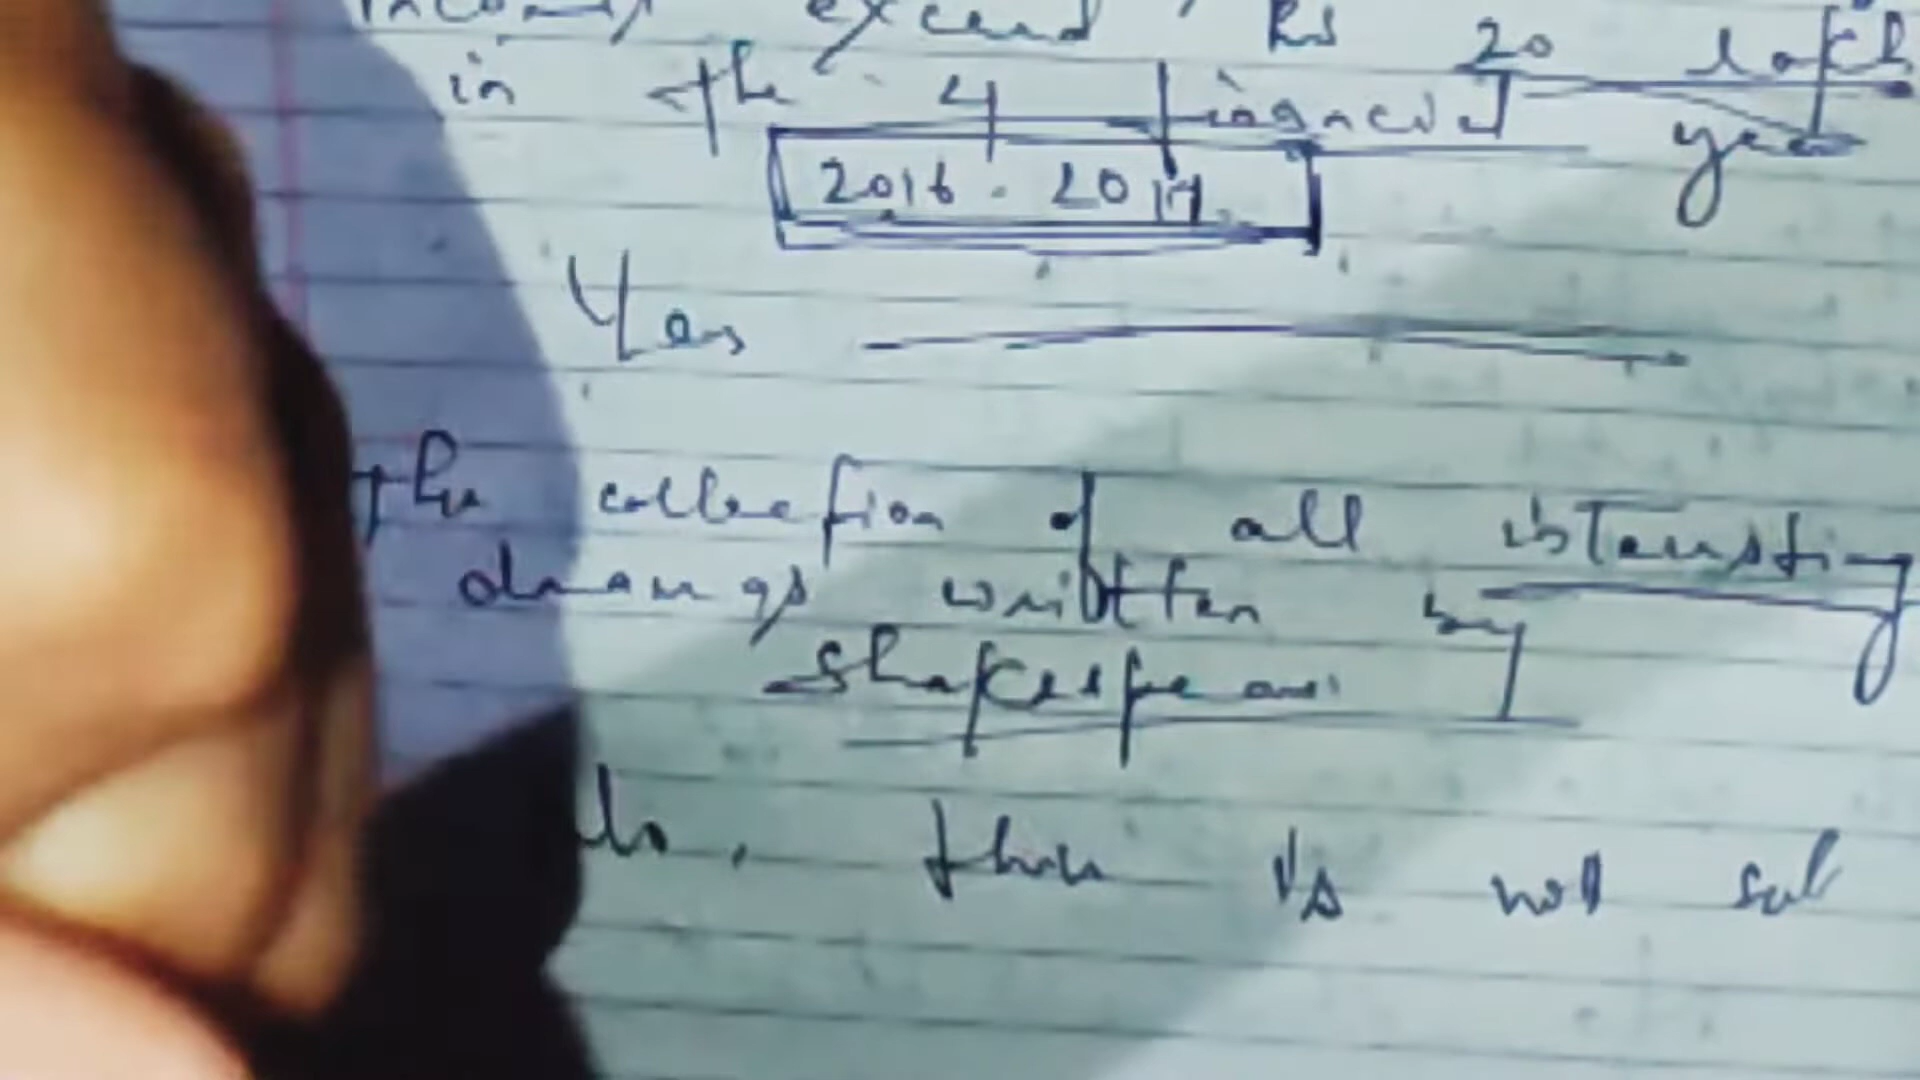 exceed Rs 20 lakh
in the 4 financial year
2016 - 2017
Yes
The collection of all
dramas written by
Shakespeare
No, this is not